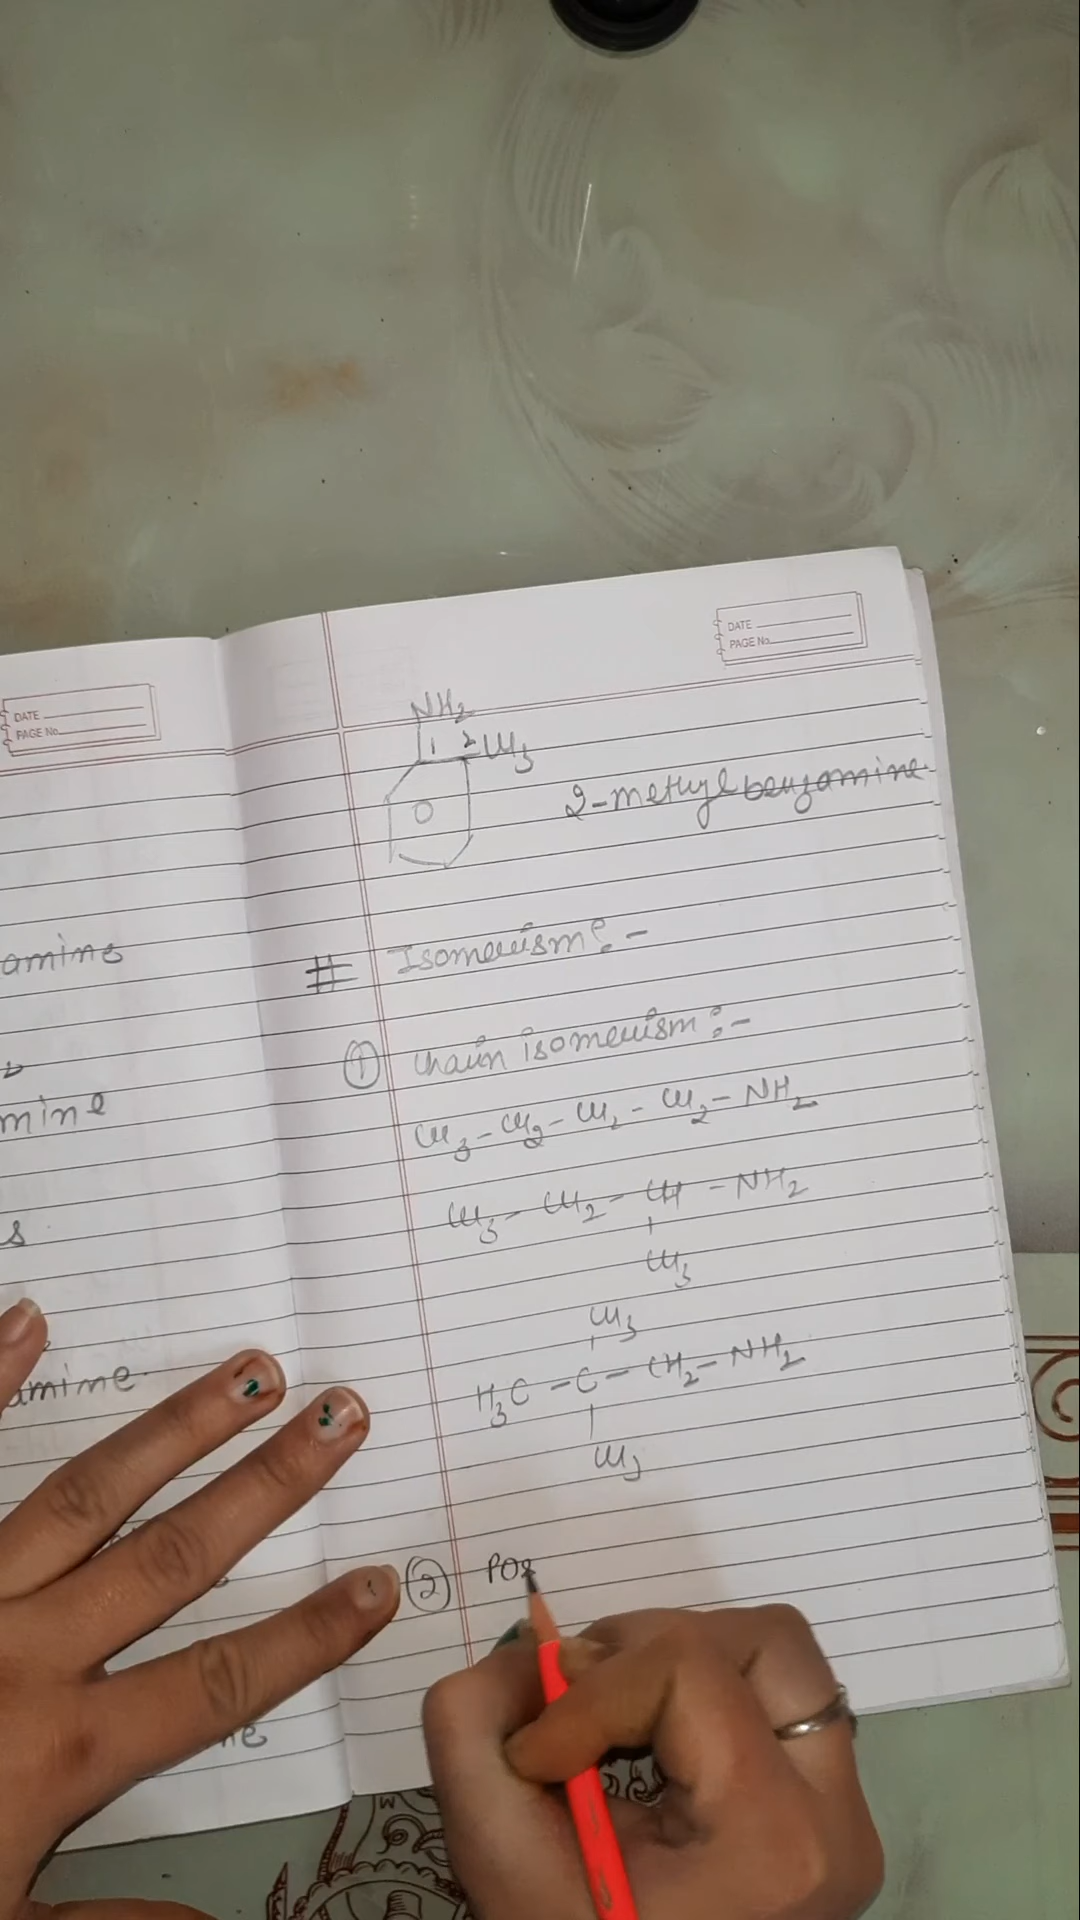 DATE
PAGE No.
DATE
PAGE No.
amine
mine
s
amine.
ne
NH2
1 2 CH3
O
2-methyl benzamine.
# Isomerism:-
① Chain isomerism:-
CH3-CH2-CH2-CH2-NH2
CH3-CH2-CH-NH2
CH3
CH3
H3C-C-CH2-NH2
CH3
② Pos